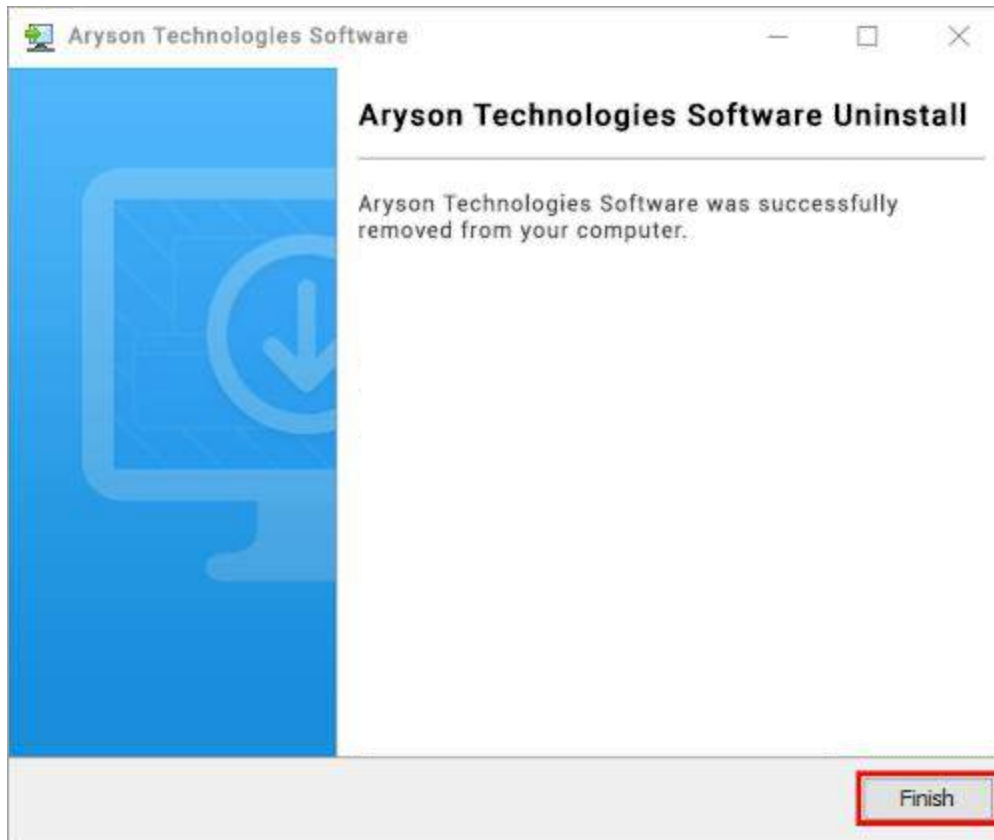 Aryson Technologies Software
Aryson Technologies Software Uninstall
Aryson Technologies Software was successfully
removed from your computer.
Finish